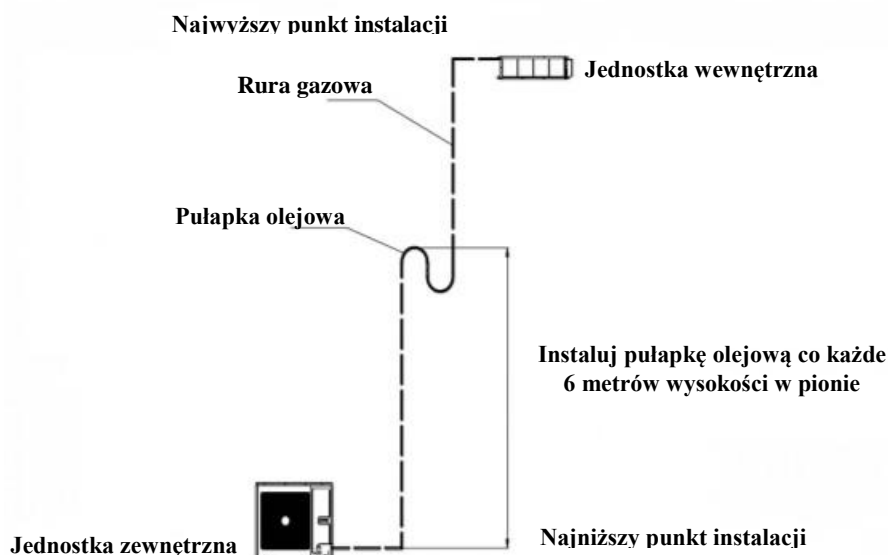 Najwyższy punkt instalacji
Jednostka wewnętrzna
Rura gazowa
Pułapka olejowa
Instaluj pułapkę olejową co każde
6 metrów wysokości w pionie
Jednostka zewnętrzna
Najniższy punkt instalacji